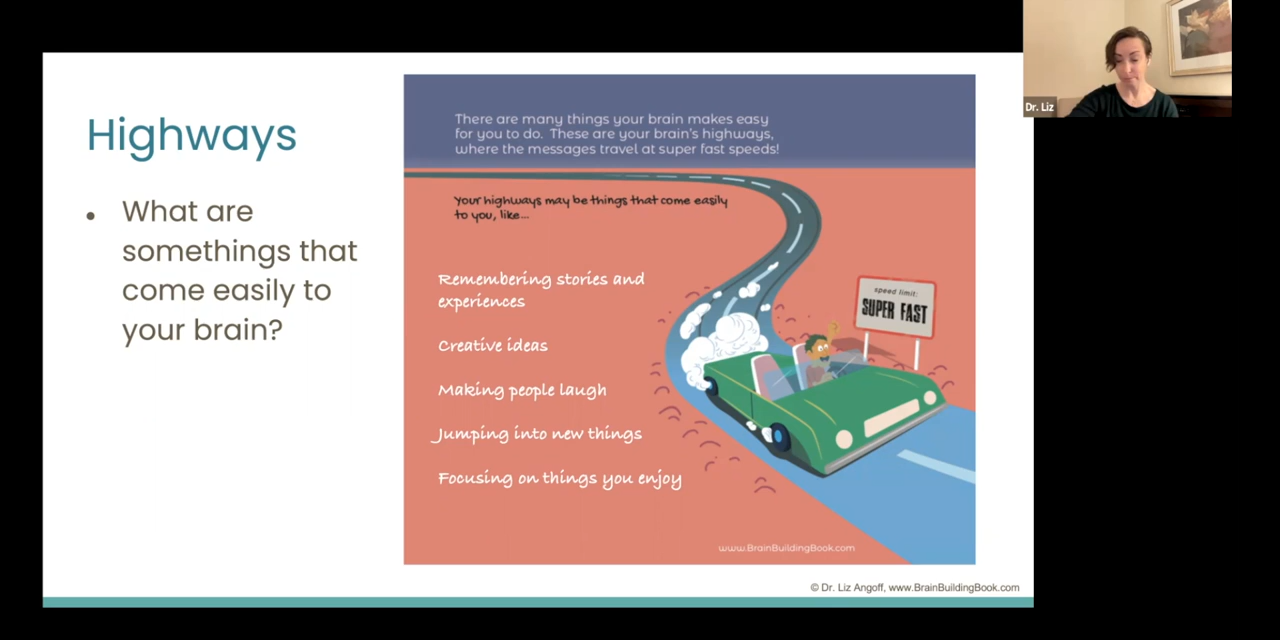 Highways
• What are
somethings that
come easily to
your brain?
There are many things your brain makes easy
for you to do. These are your brain's highways,
where the messages travel at super fast speeds!
Your highways may be things that come easily
to you, like...
Remembering stories and
experiences
Creative ideas
Making people laugh
Jumping into new things
Focusing on things you enjoy
speed limit:
SUPER FAST
www.BrainBuildingBook.com
© Dr. Liz Angoff, www.BrainBuildingBook.com
Dr. Liz